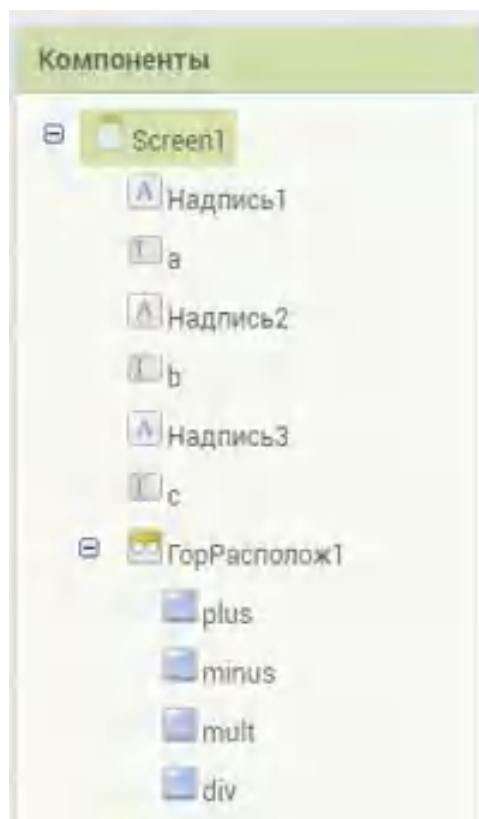 Компоненты
Screen1
Надпись1
a
Надпись2
b
Надпись3
c
ГорРасполож1
plus
minus
mult
div